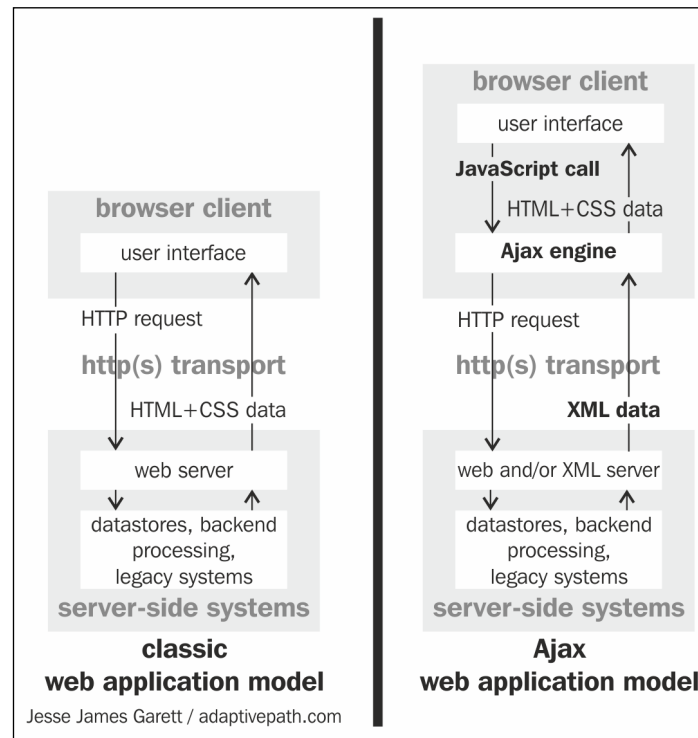 browser client
user interface
HTTP request
http(s) transport
HTML+CSS data
web server
datastores, backend
processing,
legacy systems
server-side systems
classic
web application model
Jesse James Garett / adaptivepath.com
browser client
user interface
JavaScript call
HTML+CSS data
Ajax engine
HTTP request
http(s) transport
XML data
web and/or XML server
datastores, backend
processing,
legacy systems
server-side systems
Ajax
web application model